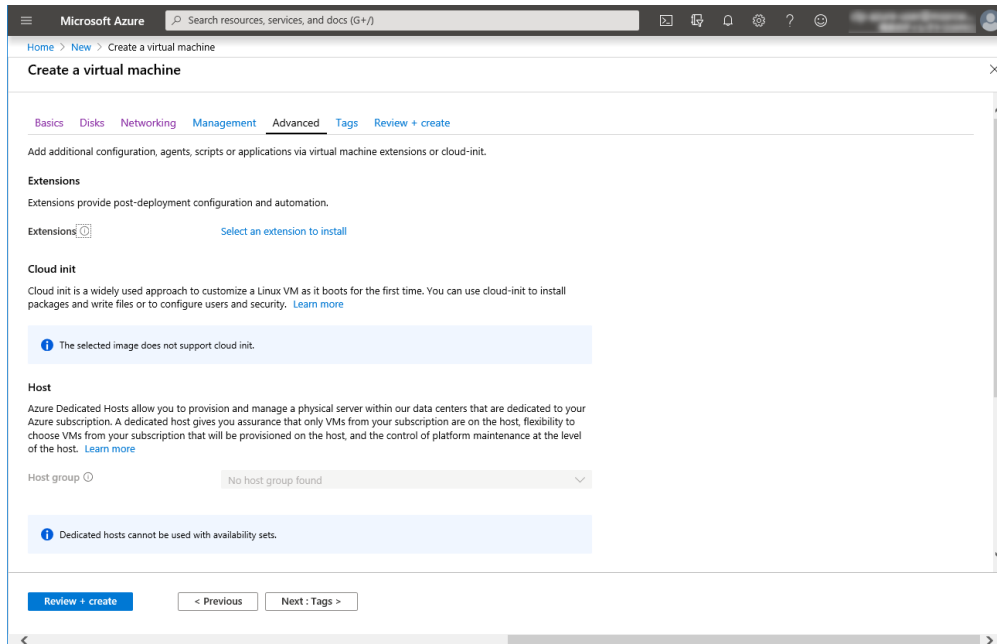 Microsoft Azure
Search resources, services, and docs (G+/)
Home > New > Create a virtual machine
Create a virtual machine
Basics Disks Networking Management Advanced Tags Review + create
Add additional configuration, agents, scripts or applications via virtual machine extensions or cloud-init.
Extensions
Extensions provide post-deployment configuration and automation.
Extensions Select an extension to install
Cloud init
Cloud init is a widely used approach to customize a Linux VM as it boots for the first time. You can use cloud-init to install
packages and write files or to configure users and security. Learn more
The selected image does not support cloud init.
Host
Azure Dedicated Hosts allow you to provision and manage a physical server within our data centers that are dedicated to your
Azure subscription. A dedicated host gives you assurance that only VMs from your subscription are on the host, flexibility to
choose VMs from your subscription that will be provisioned on the host, and the control of platform maintenance at the level
of the host. Learn more
Host group No host group found
Dedicated hosts cannot be used with availability sets.
Review + create < Previous Next : Tags >